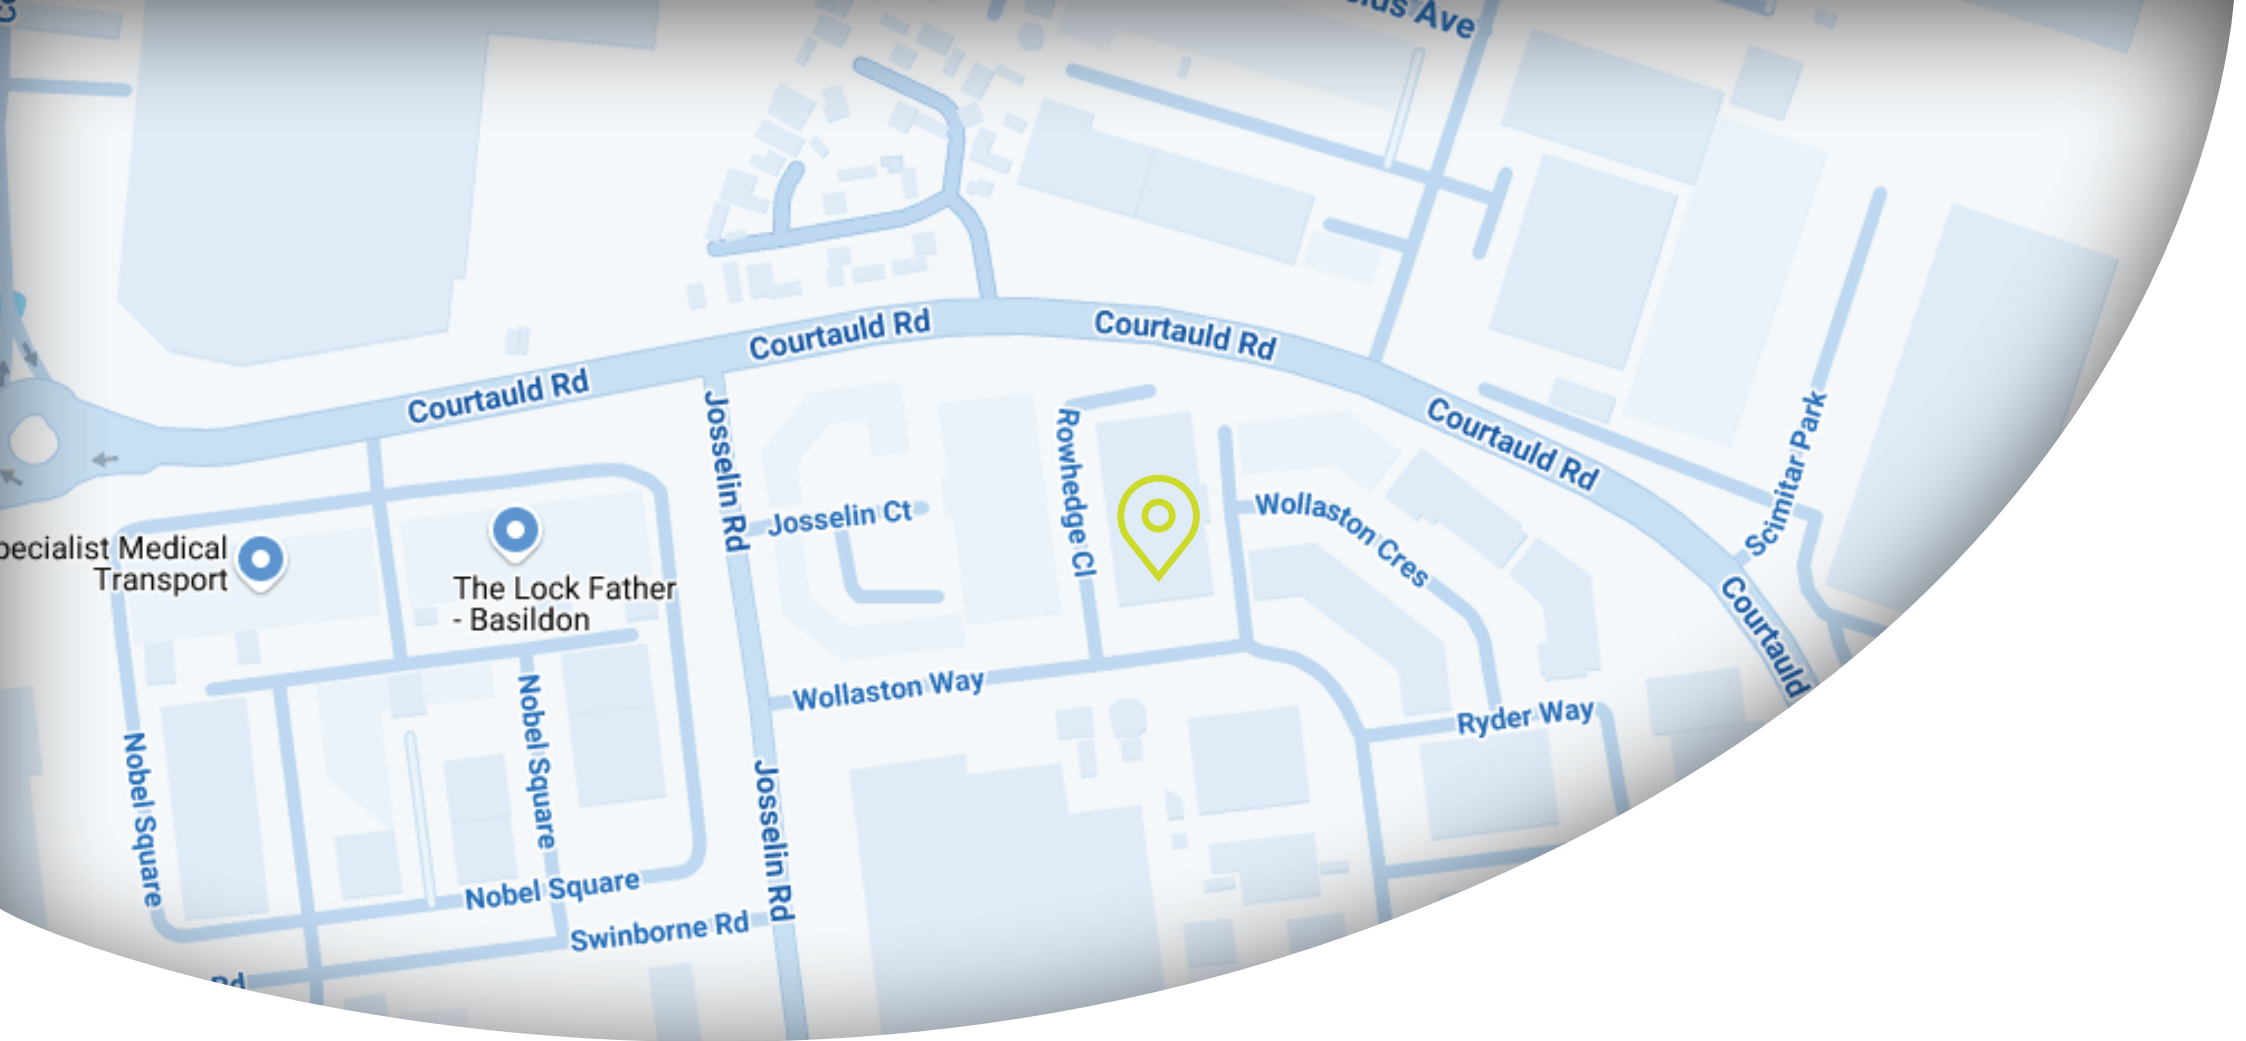 Ave
Courtauld Rd
Courtauld Rd
Courtauld Rd
Courtauld Rd
Josselin Rd
Rowhedge Cl
Scimitar Park
Josselin Ct
Wollaston Cres
Medical
Transport
The Lock Father
- Basildon
Courtauld
Wollaston Way
Nobel Square
Ryder Way
Nobel Square
Josselin Rd
Nobel Square
Swinborne Rd
Rd